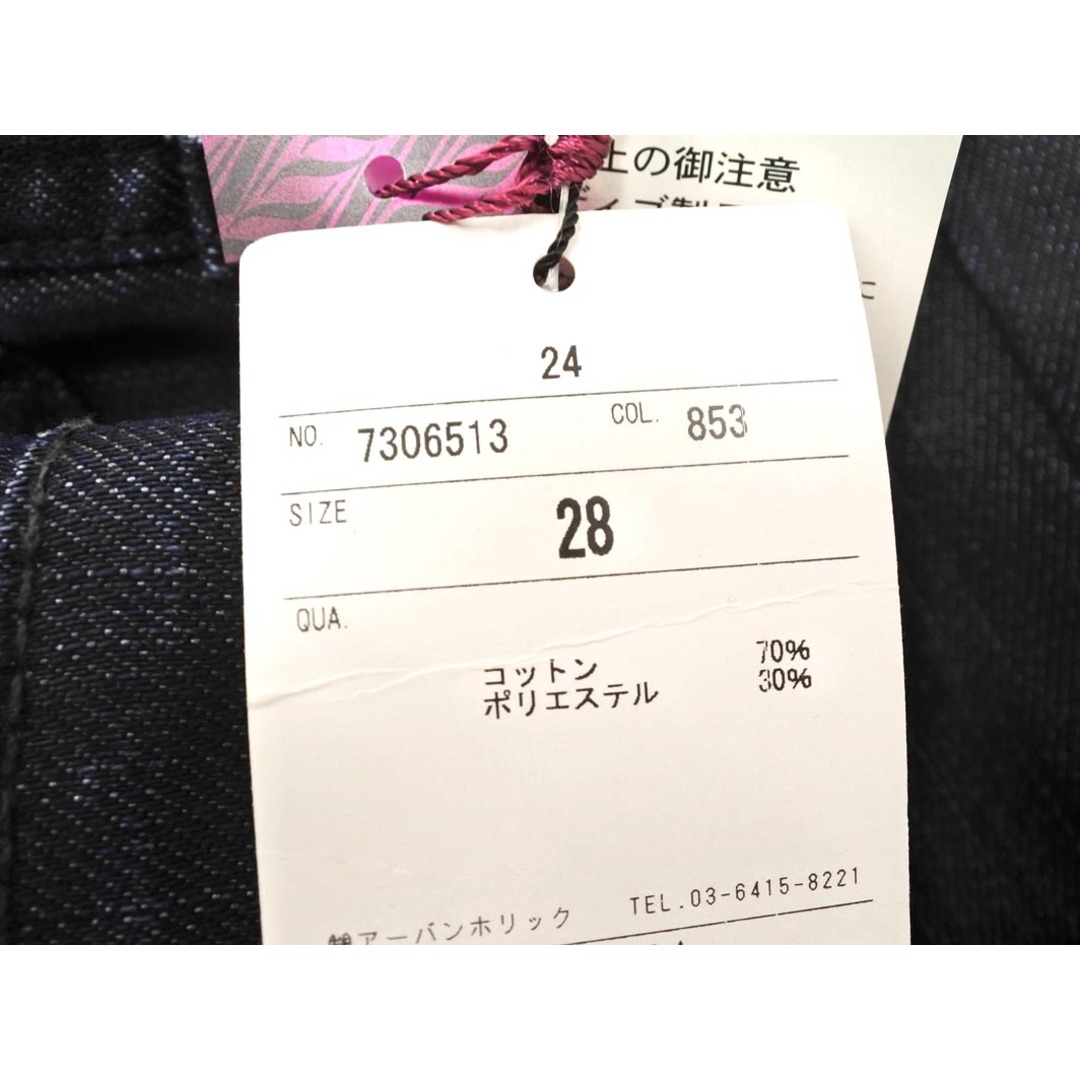 上の御注意
24
NO. 7306513 COL. 853
SIZE 28
QUA.
コットン 70%
ポリエステル 30%
㈱アーバンホリック TEL.03-6415-8221